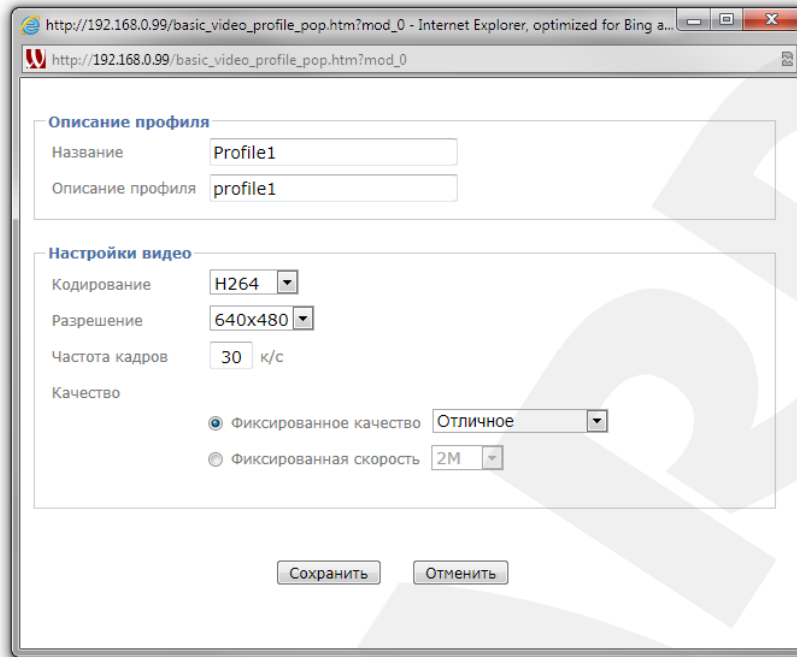 http://192.168.0.99/basic_video_profile_pop.htm?mod_0 - Internet Explorer, optimized for Bing a...
http://192.168.0.99/basic_video_profile_pop.htm?mod_0
Описание профиля
Название Profile1
Описание профиля profile1
Настройки видео
Кодирование H264
Разрешение 640x480
Частота кадров 30 к/с
Качество
Фиксированное качество Отличное
Фиксированная скорость 2M
Сохранить Отменить